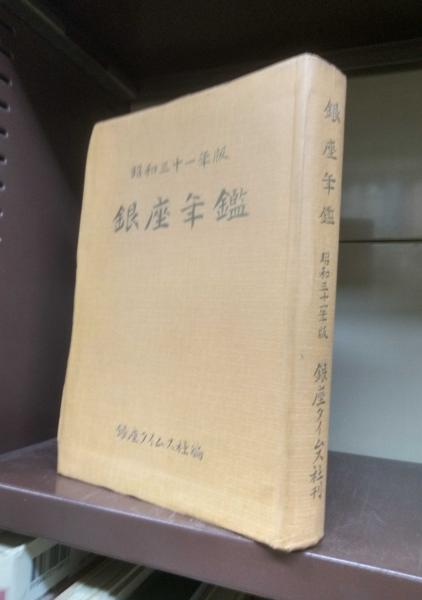 昭和三十一年版
銀座年鑑
銀座タイムス社編
銀座年鑑 昭和三十一年版 銀座タイムス社刊